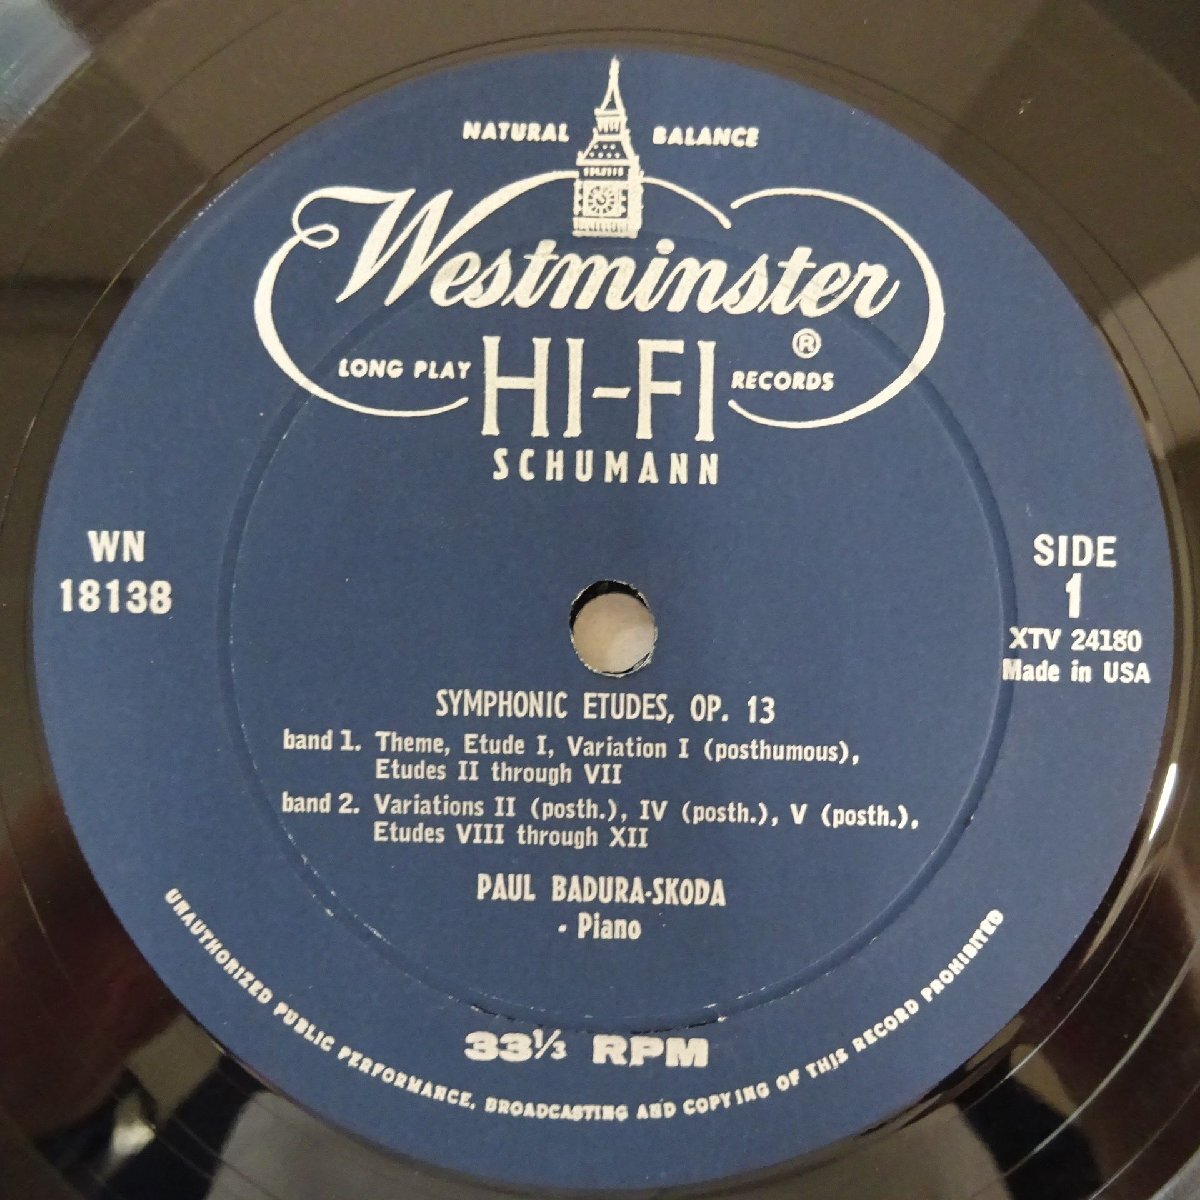 NATURAL BALANCE
Westminster
®
LONG PLAY HI-FI RECORDS
SCHUMANN
WN
18138
SIDE
1
XTV 24180
Made in USA
SYMPHONIC ETUDES, OP. 13
band 1. Theme, Etude I, Variation I (posthumous),
Etudes II through VII
band 2. Variations II (posth.), IV (posth.), V (posth.),
Etudes VIII through XII
PAUL BADURA-SKODA
- Piano
33⅓ RPM
UNAUTHORIZED PUBLIC PERFORMANCE, BROADCASTING AND COPYING OF THIS RECORD PROHIBITED